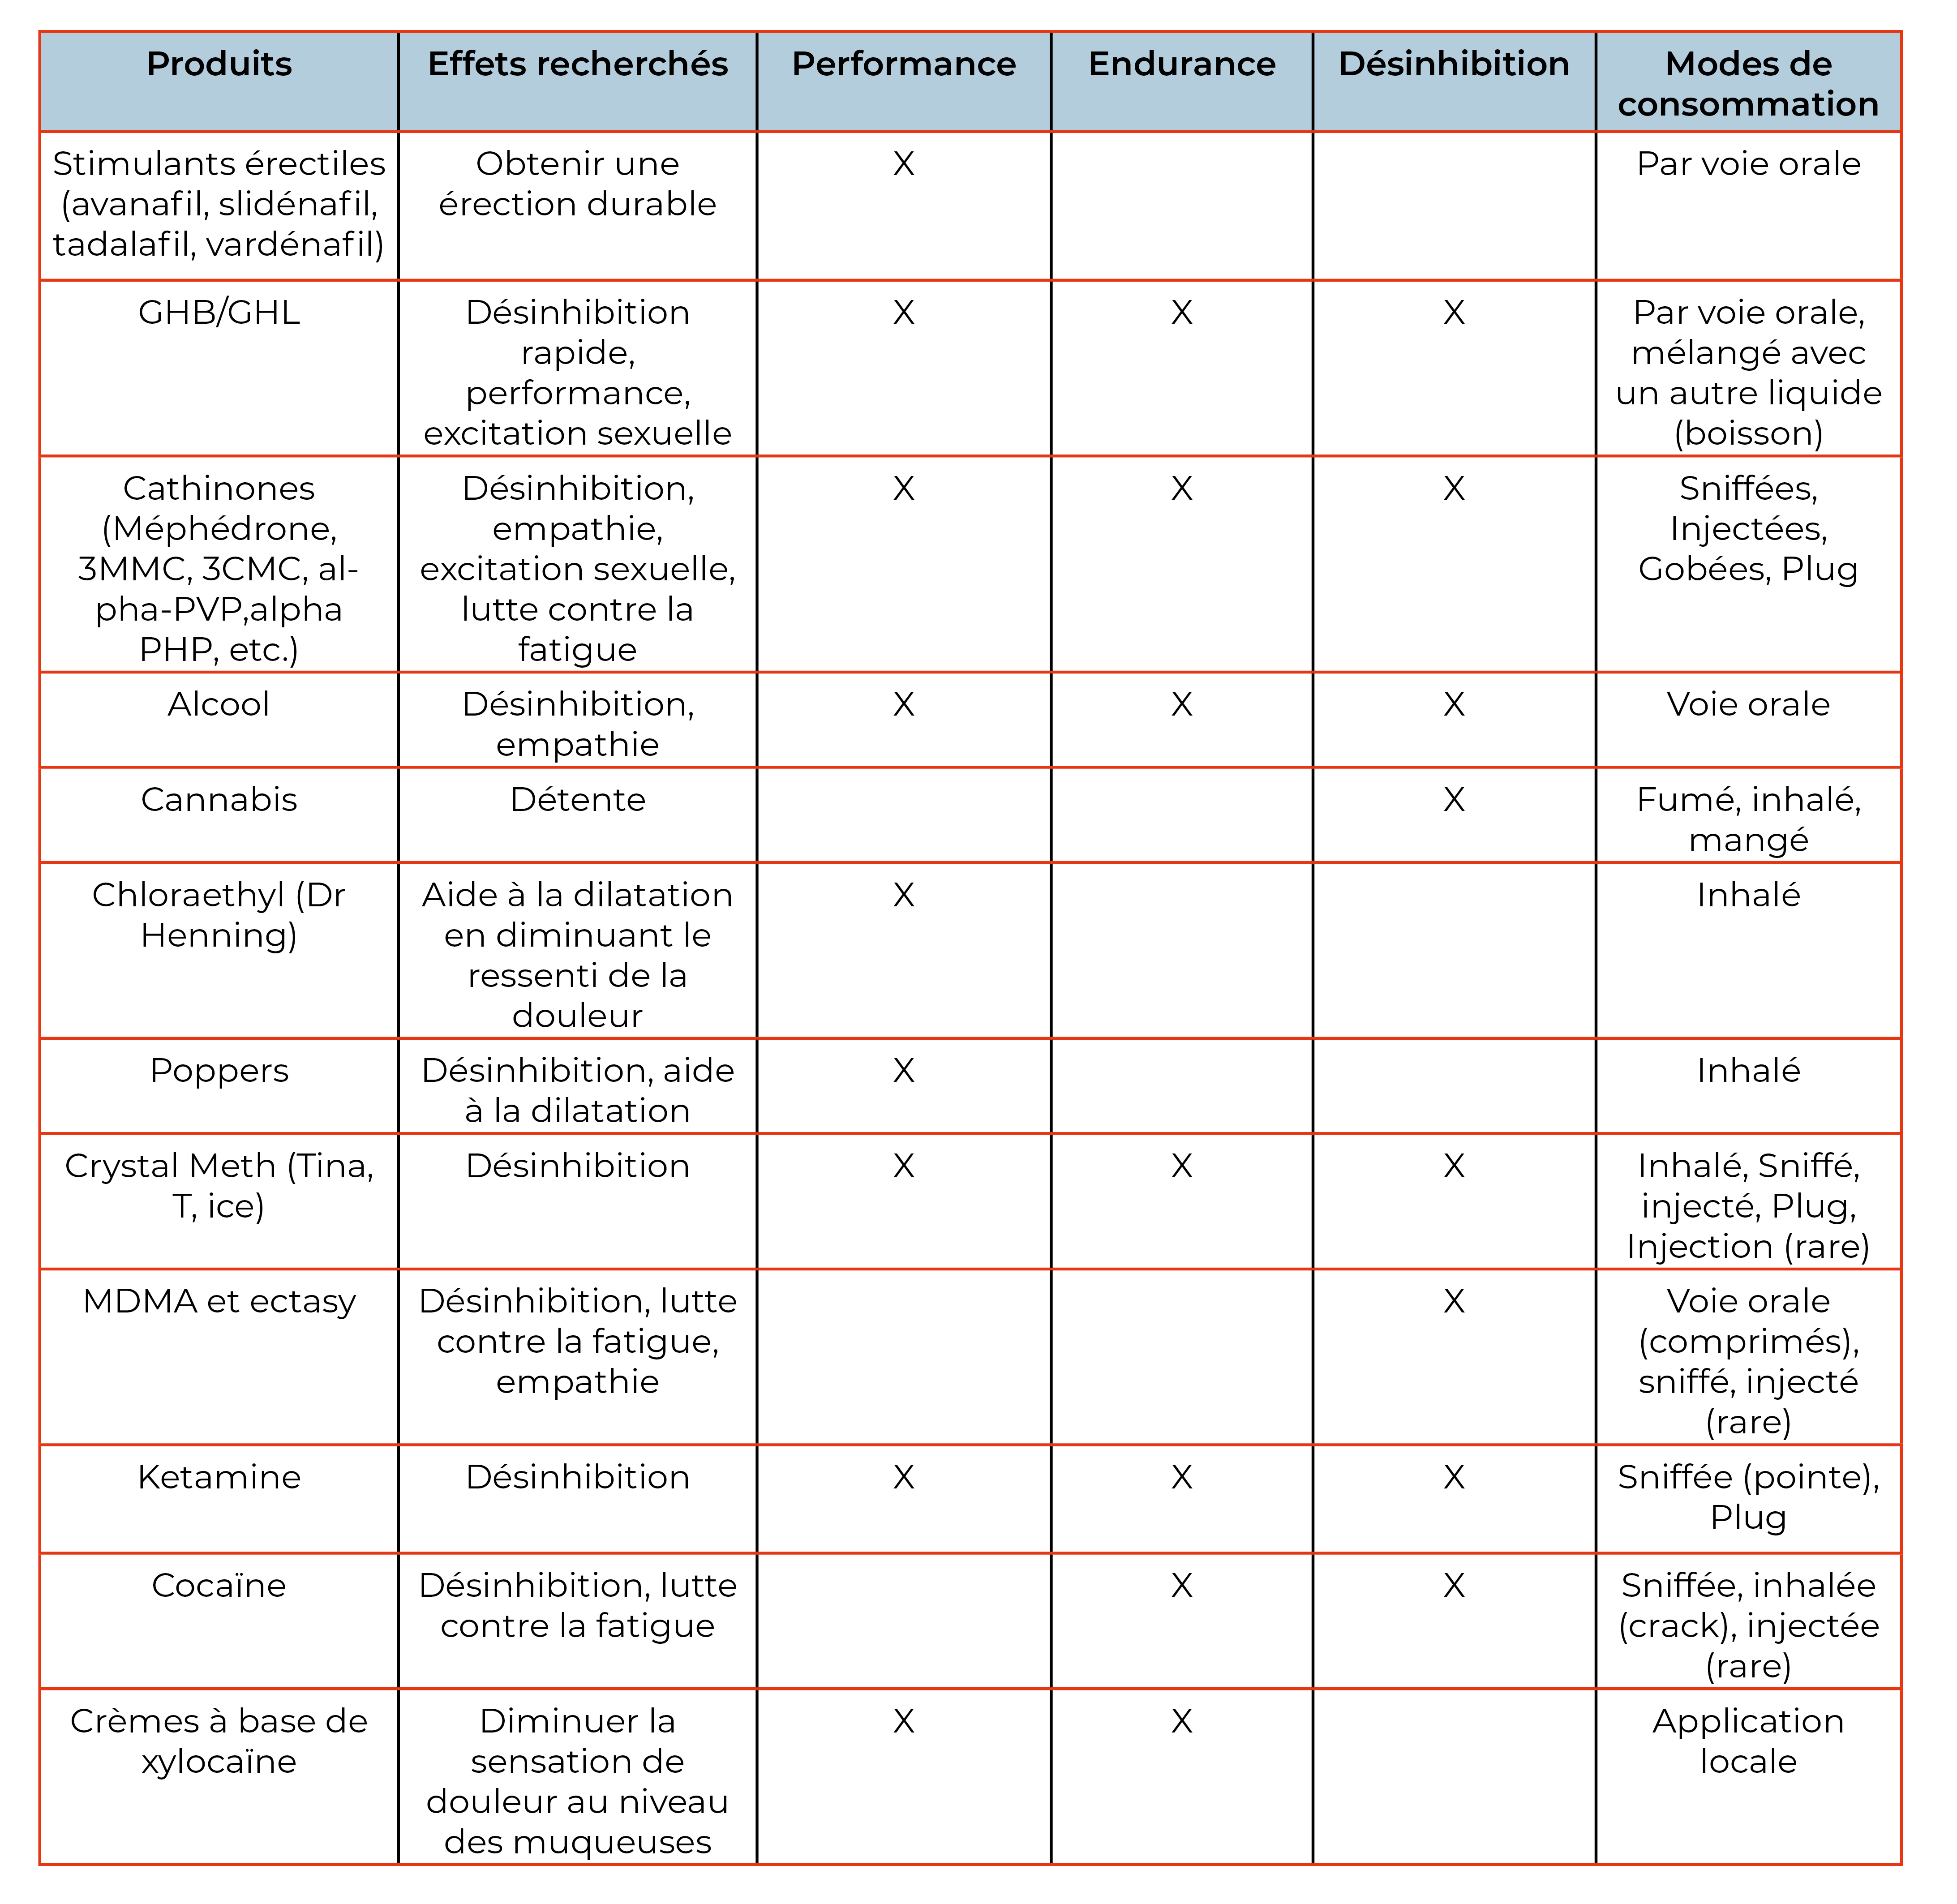 Produits
Effets recherchés
Performance
Endurance
Désinhibition
Modes de
consommation
Stimulants érectiles
(avanafil, slidénafil,
tadalafil, vardénafil)
Obtenir une
érection durable
X
Par voie orale
GHB/GHL
Désinhibition
rapide,
performance,
excitation sexuelle
X
X
X
Par voie orale,
mélangé avec
un autre liquide
(boisson)
Cathinones
(Méphédrone,
3MMC, 3CMC, al-
pha-PVP,alpha
PHP, etc.)
Désinhibition,
empathie,
excitation sexuelle,
lutte contre la
fatigue
X
X
X
Sniffées,
Injectées,
Gobées, Plug
Alcool
Désinhibition,
empathie
X
X
X
Voie orale
Cannabis
Détente
X
Fumé, inhalé,
mangé
Chloraethyl (Dr
Henning)
Aide à la dilatation
en diminuant le
ressenti de la
douleur
X
Inhalé
Poppers
Désinhibition, aide
à la dilatation
X
Inhalé
Crystal Meth (Tina,
T, ice)
Désinhibition
X
X
X
Inhalé, Sniffé,
injecté, Plug,
Injection (rare)
MDMA et ectasy
Désinhibition, lutte
contre la fatigue,
empathie
X
Voie orale
(comprimés),
sniffé, injecté
(rare)
Ketamine
Désinhibition
X
X
X
Sniffée (pointe),
Plug
Cocaïne
Désinhibition, lutte
contre la fatigue
X
X
Sniffée, inhalée
(crack), injectée
(rare)
Crèmes à base de
xylocaïne
Diminuer la
sensation de
douleur au niveau
des muqueuses
X
X
Application
locale